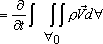 = ∂/∂t ∫ ∭_{∀₀} ρV⃗d∀